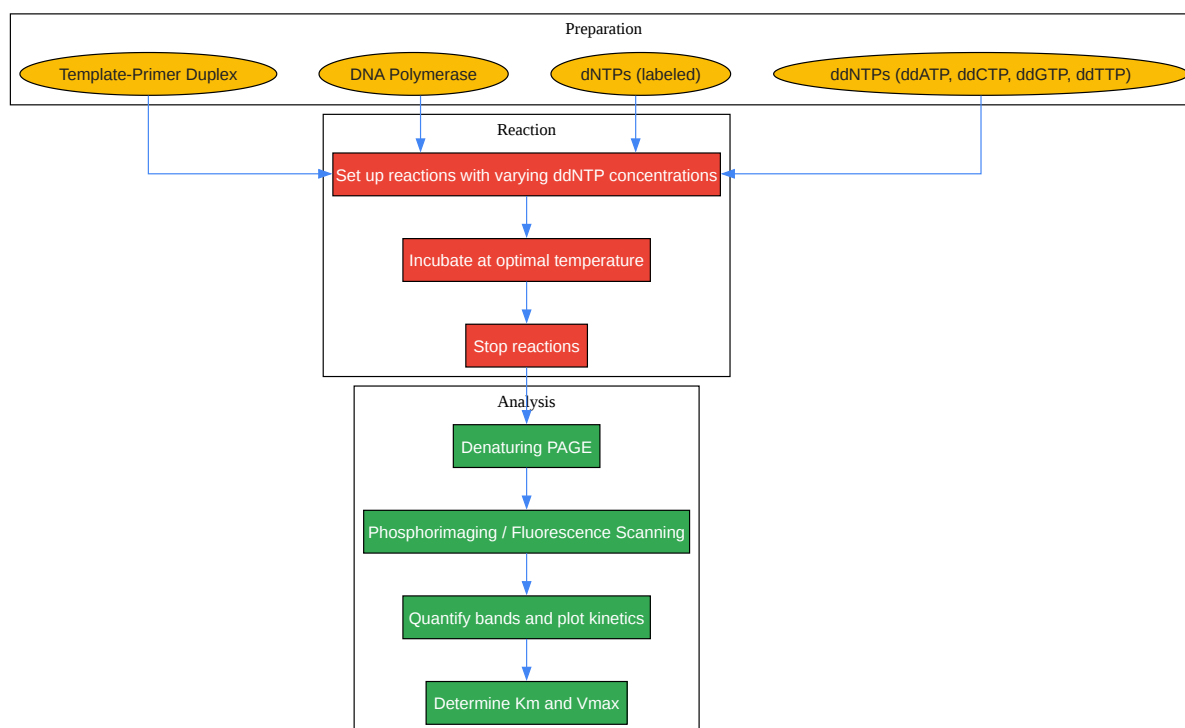 Preparation
Template-Primer Duplex
DNA Polymerase
dNTPs (labeled)
ddNTPs (ddATP, ddCTP, ddGTP, ddTTP)
Reaction
Set up reactions with varying ddNTP concentrations
Incubate at optimal temperature
Stop reactions
Analysis
Denaturing PAGE
Phosphorimaging / Fluorescence Scanning
Quantify bands and plot kinetics
Determine Km and Vmax